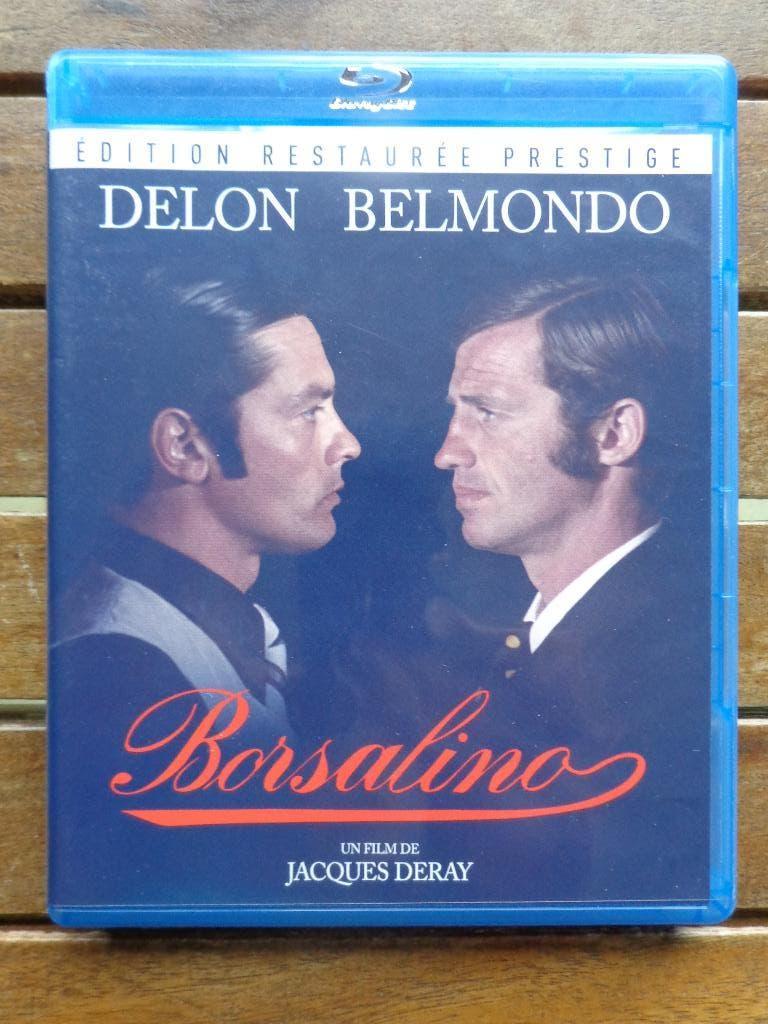 ÉDITION RESTAURÉE PRESTIGE
DELON BELMONDO
Borsalino
UN FILM DE
JACQUES DERAY